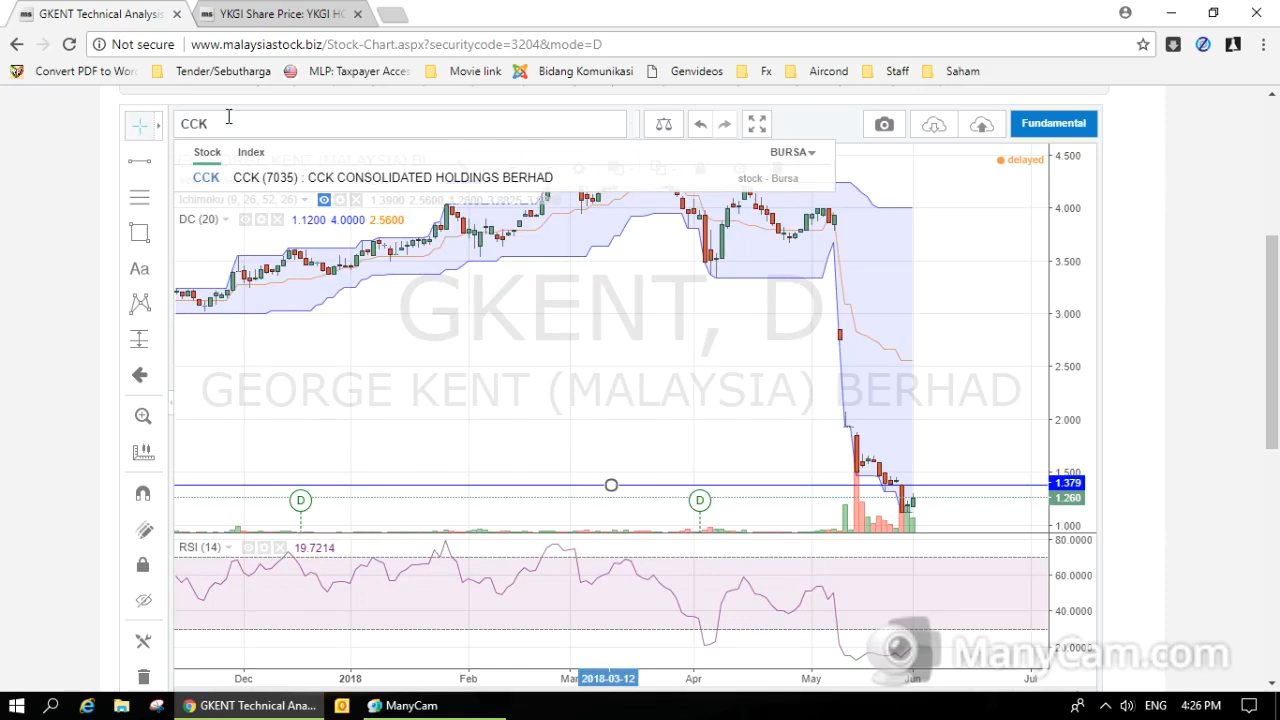 GKENT Technical Analysis
YKGI Share Price: YKGI HO
Not secure
www.malaysiastock.biz/Stock-Chart.aspx?securitycode=3204&mode=D
Convert PDF to Word
Tender/Sebutharga
MLP: Taxpayer Acces
Movie link
Bidang Komunikasi
Genvideos
Fx
Aircond
Staff
Saham
CCK
Fundamental
Stock
Index
BURSA
delayed
CCK
CCK (7035) : CCK CONSOLIDATED HOLDINGS BERHAD
stock - Bursa
Ichimoku (9, 26, 52, 26)
DC (20)
1.1200 4.0000 2.5600
GKENT, D
GEORGE KENT (MALAYSIA) BERHAD
4.500
4.000
3.500
3.000
2.500
2.000
1.500
1.379
1.260
1.000
D
D
RSI (14)
19.7214
80.0000
60.0000
40.0000
20.0000
Aa
ManyCam.com
Dec
2018
Feb
Mar
2018-03-12
Apr
May
Jun
Jul
GKENT Technical Ana...
ManyCam
ENG
4:26 PM